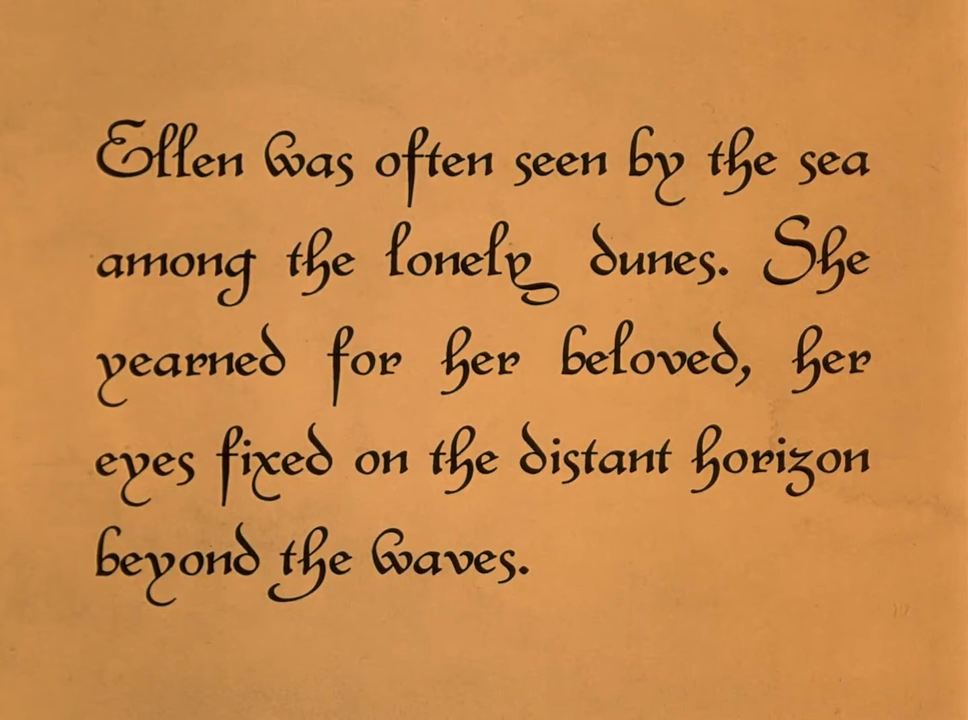 Ellen was often seen by the sea
among the lonely dunes. She
yearned for her beloved, her
eyes fixed on the distant horizon
beyond the waves.